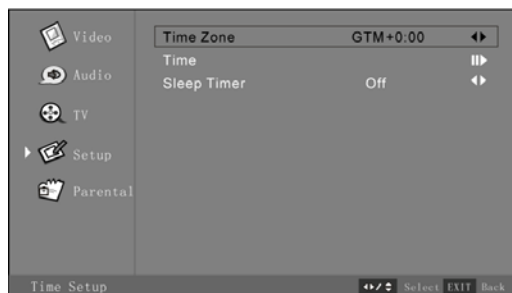 Video
Audio
TV
Setup
Parental
Time Zone GTM+0:00
Time
Sleep Timer Off
Time Setup Select EXIT Back